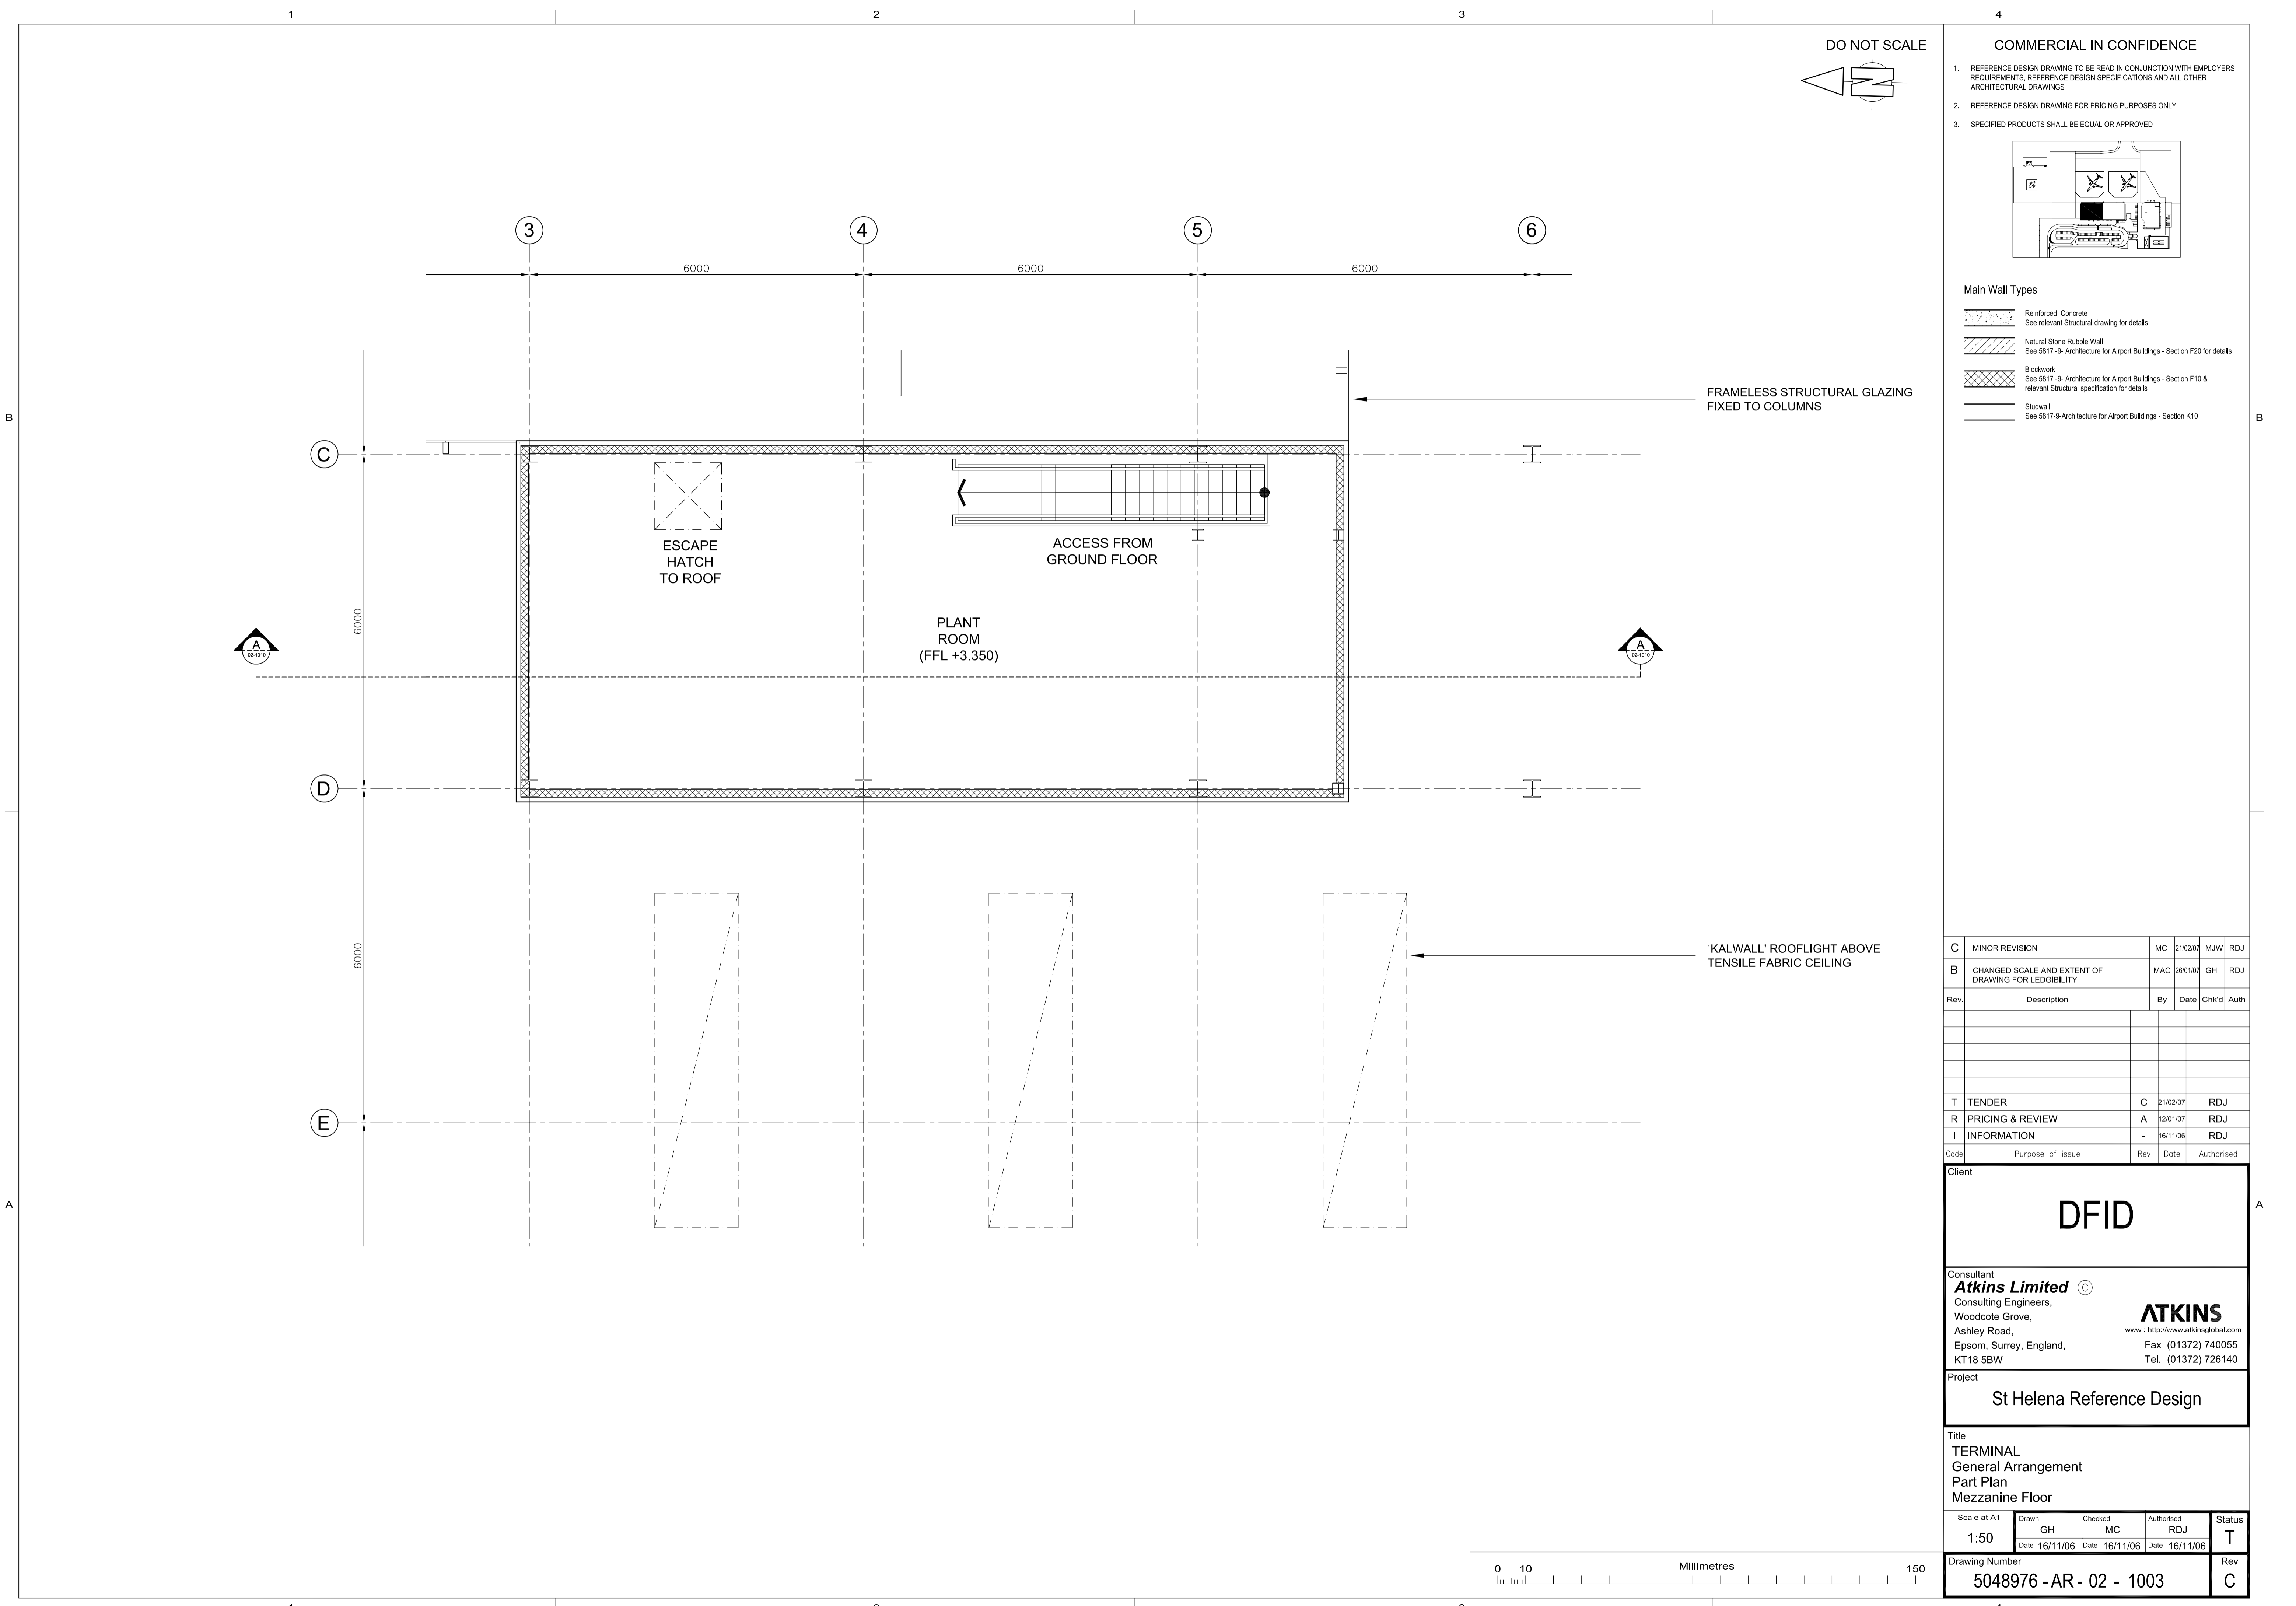 1
2
3
4
DO NOT SCALE
N
COMMERCIAL IN CONFIDENCE
1. REFERENCE DESIGN DRAWING TO BE READ IN CONJUNCTION WITH EMPLOYERS
REQUIREMENTS, REFERENCE DESIGN SPECIFICATIONS AND ALL OTHER
ARCHITECTURAL DRAWINGS
2. REFERENCE DESIGN DRAWING FOR PRICING PURPOSES ONLY
3. SPECIFIED PRODUCTS SHALL BE EQUAL OR APPROVED
Main Wall Types
Reinforced Concrete
See relevant Structural drawing for details
Natural Stone Rubble Wall
See 5817 -9- Architecture for Airport Buildings - Section F20 for details
Blockwork
See 5817 -9- Architecture for Airport Buildings - Section F10 &
relevant Structural specification for details
Studwall
See 5817-9-Architecture for Airport Buildings - Section K10
3
4
5
6
6000
6000
6000
FRAMELESS STRUCTURAL GLAZING
FIXED TO COLUMNS
B
B
C
ESCAPE
HATCH
TO ROOF
ACCESS FROM
GROUND FLOOR
6000
PLANT
ROOM
(FFL +3.350)
A
02-1010
A
02-1010
D
6000
'KALWALL' ROOFLIGHT ABOVE
TENSILE FABRIC CEILING
E
A
A
C MINOR REVISION MC 21/02/07 MJW RDJ
B CHANGED SCALE AND EXTENT OF MAC 26/01/07 GH RDJ
DRAWING FOR LEDGIBILITY
Rev. Description By Date Chk'd Auth
T TENDER C 21/02/07 RDJ
R PRICING & REVIEW A 12/01/07 RDJ
I INFORMATION - 16/11/06 RDJ
Code Purpose of issue Rev Date Authorised
Client
DFID
Consultant
Atkins Limited ©
Consulting Engineers,
Woodcote Grove,
Ashley Road,
Epsom, Surrey, England,
KT18 5BW
ATKINS
www : http://www.atkinsglobal.com
Fax (01372) 740055
Tel. (01372) 726140
Project
St Helena Reference Design
Title
TERMINAL
General Arrangement
Part Plan
Mezzanine Floor
Scale at A1
1:50
Drawn
GH
Date 16/11/06
Checked
MC
Date 16/11/06
Authorised
RDJ
Date 16/11/06
Status
T
Drawing Number
5048976 - AR - 02 - 1003
Rev
C
0 10 Millimetres 150